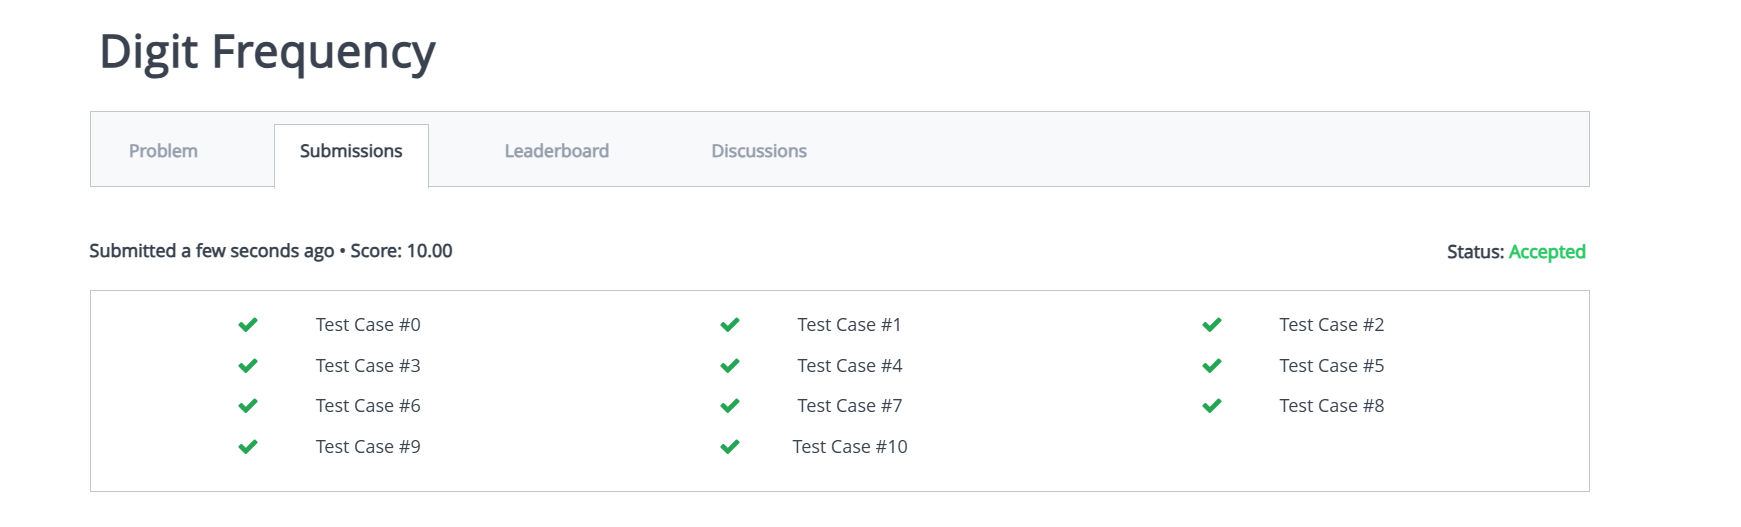 Digit Frequency
Problem Submissions Leaderboard Discussions
Submitted a few seconds ago • Score: 10.00 Status: Accepted
Test Case #0 Test Case #1 Test Case #2
Test Case #3 Test Case #4 Test Case #5
Test Case #6 Test Case #7 Test Case #8
Test Case #9 Test Case #10